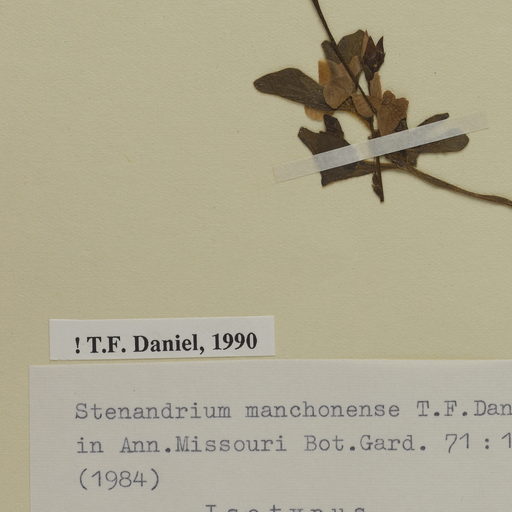 ! T.F. Daniel, 1990
Stenandrium manchonense T.F.Dan
in Ann.Missouri Bot.Gard. 71 : 1
(1984)